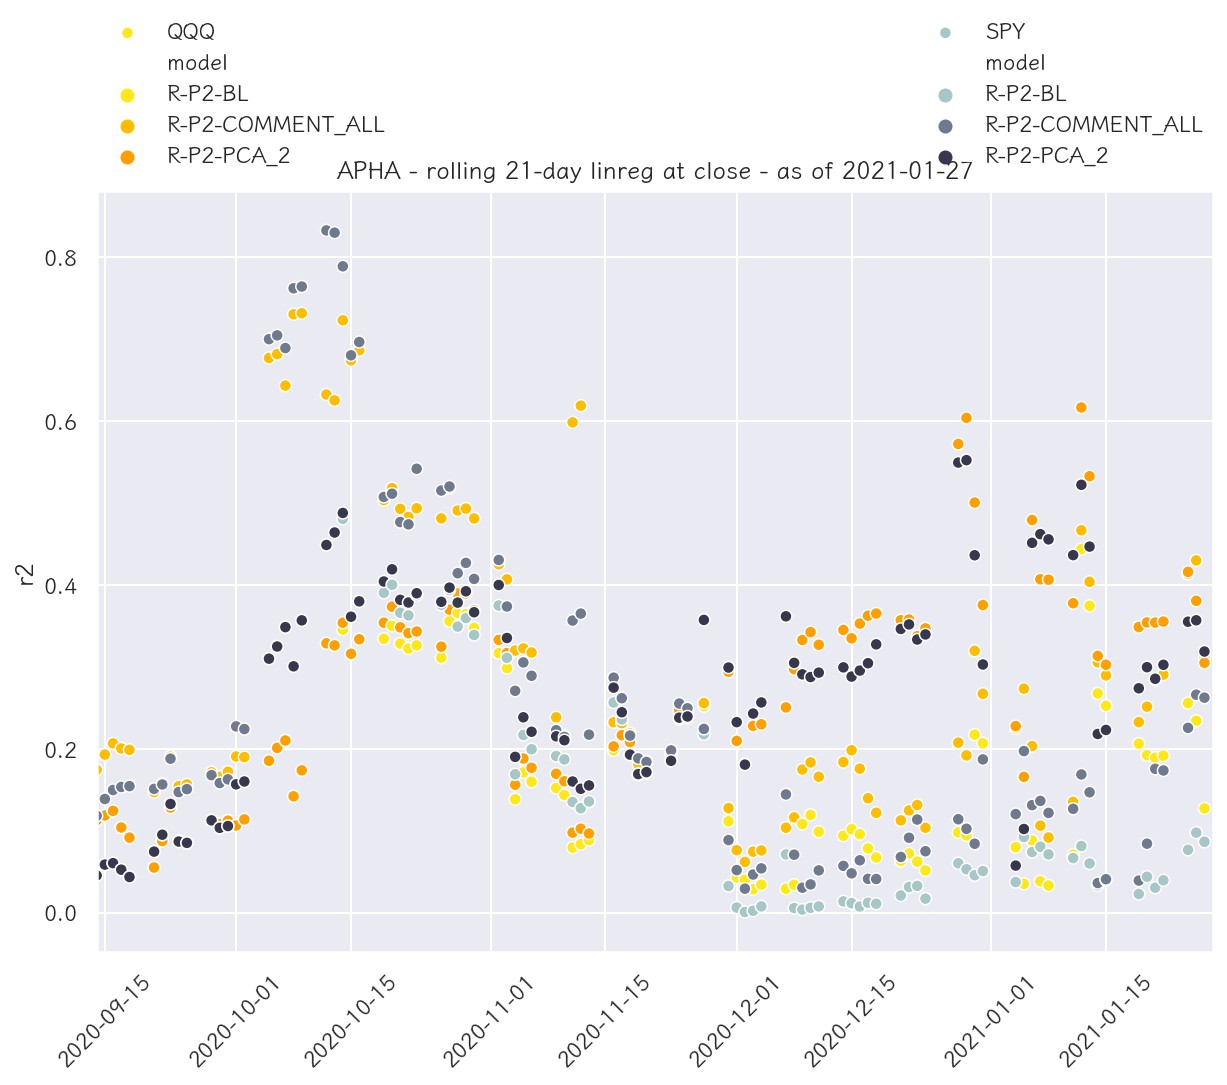 QQQ
model
R-P2-BL
R-P2-COMMENT_ALL
R-P2-PCA_2
SPY
model
R-P2-BL
R-P2-COMMENT_ALL
R-P2-PCA_2
APHA - rolling 21-day linreg at close - as of 2021-01-27
0.8
0.6
0.4
0.2
0.0
r2
2020-09-15
2020-10-01
2020-10-15
2020-11-01
2020-11-15
2020-12-01
2020-12-15
2021-01-01
2021-01-15